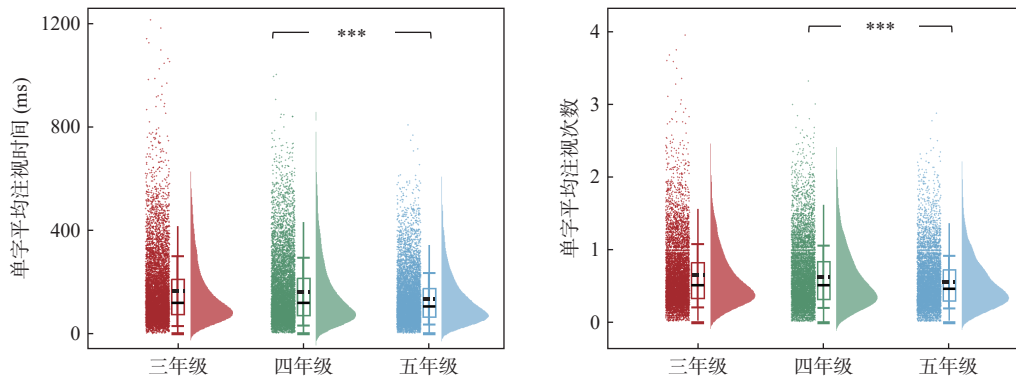 单字平均注视时间 (ms)
1200
800
400
0
***
三年级
四年级
五年级
单字平均注视次数
4
3
2
1
0
***
三年级
四年级
五年级